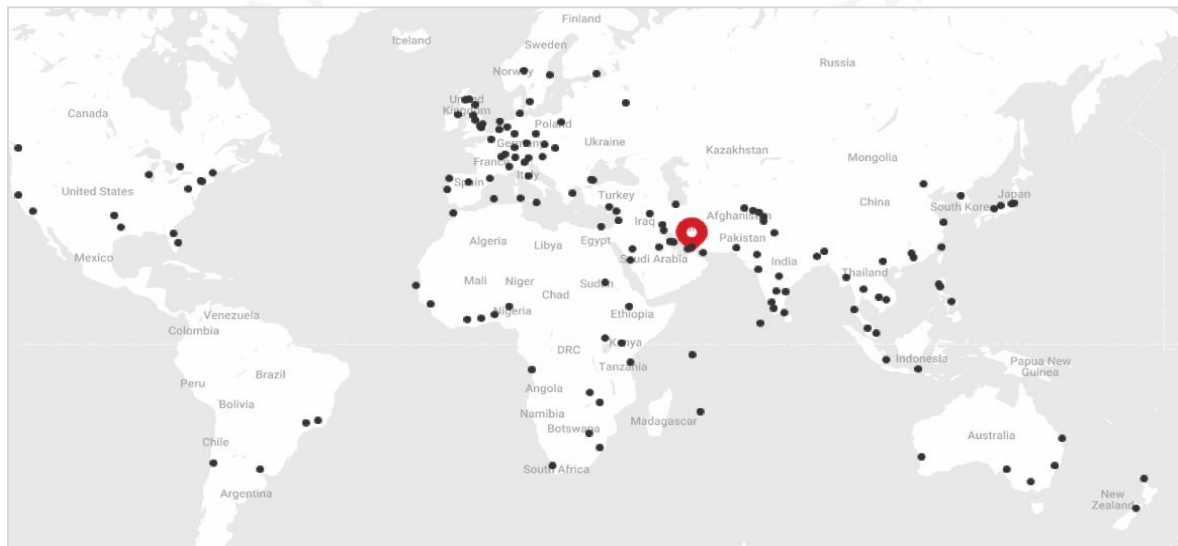 Finland
Iceland
Sweden
Norway
Russia
United
Kingdom
Canada
Poland
Germany
Ukraine
Kazakhstan
Mongolia
France
United States
Spain
Italy
Turkey
China
South Korea
Japan
Iraq
Afghanistan
Pakistan
Algeria
Libya
Egypt
Mexico
Saudi Arabia
India
Thailand
Mali
Niger
Chad
Sudan
Nigeria
Ethiopia
Venezuela
Colombia
DRC
Kenya
Indonesia
Papua New
Guinea
Tanzania
Peru
Brazil
Angola
Bolivia
Namibia
Madagascar
Botswana
Chile
Australia
South Africa
Argentina
New
Zealand